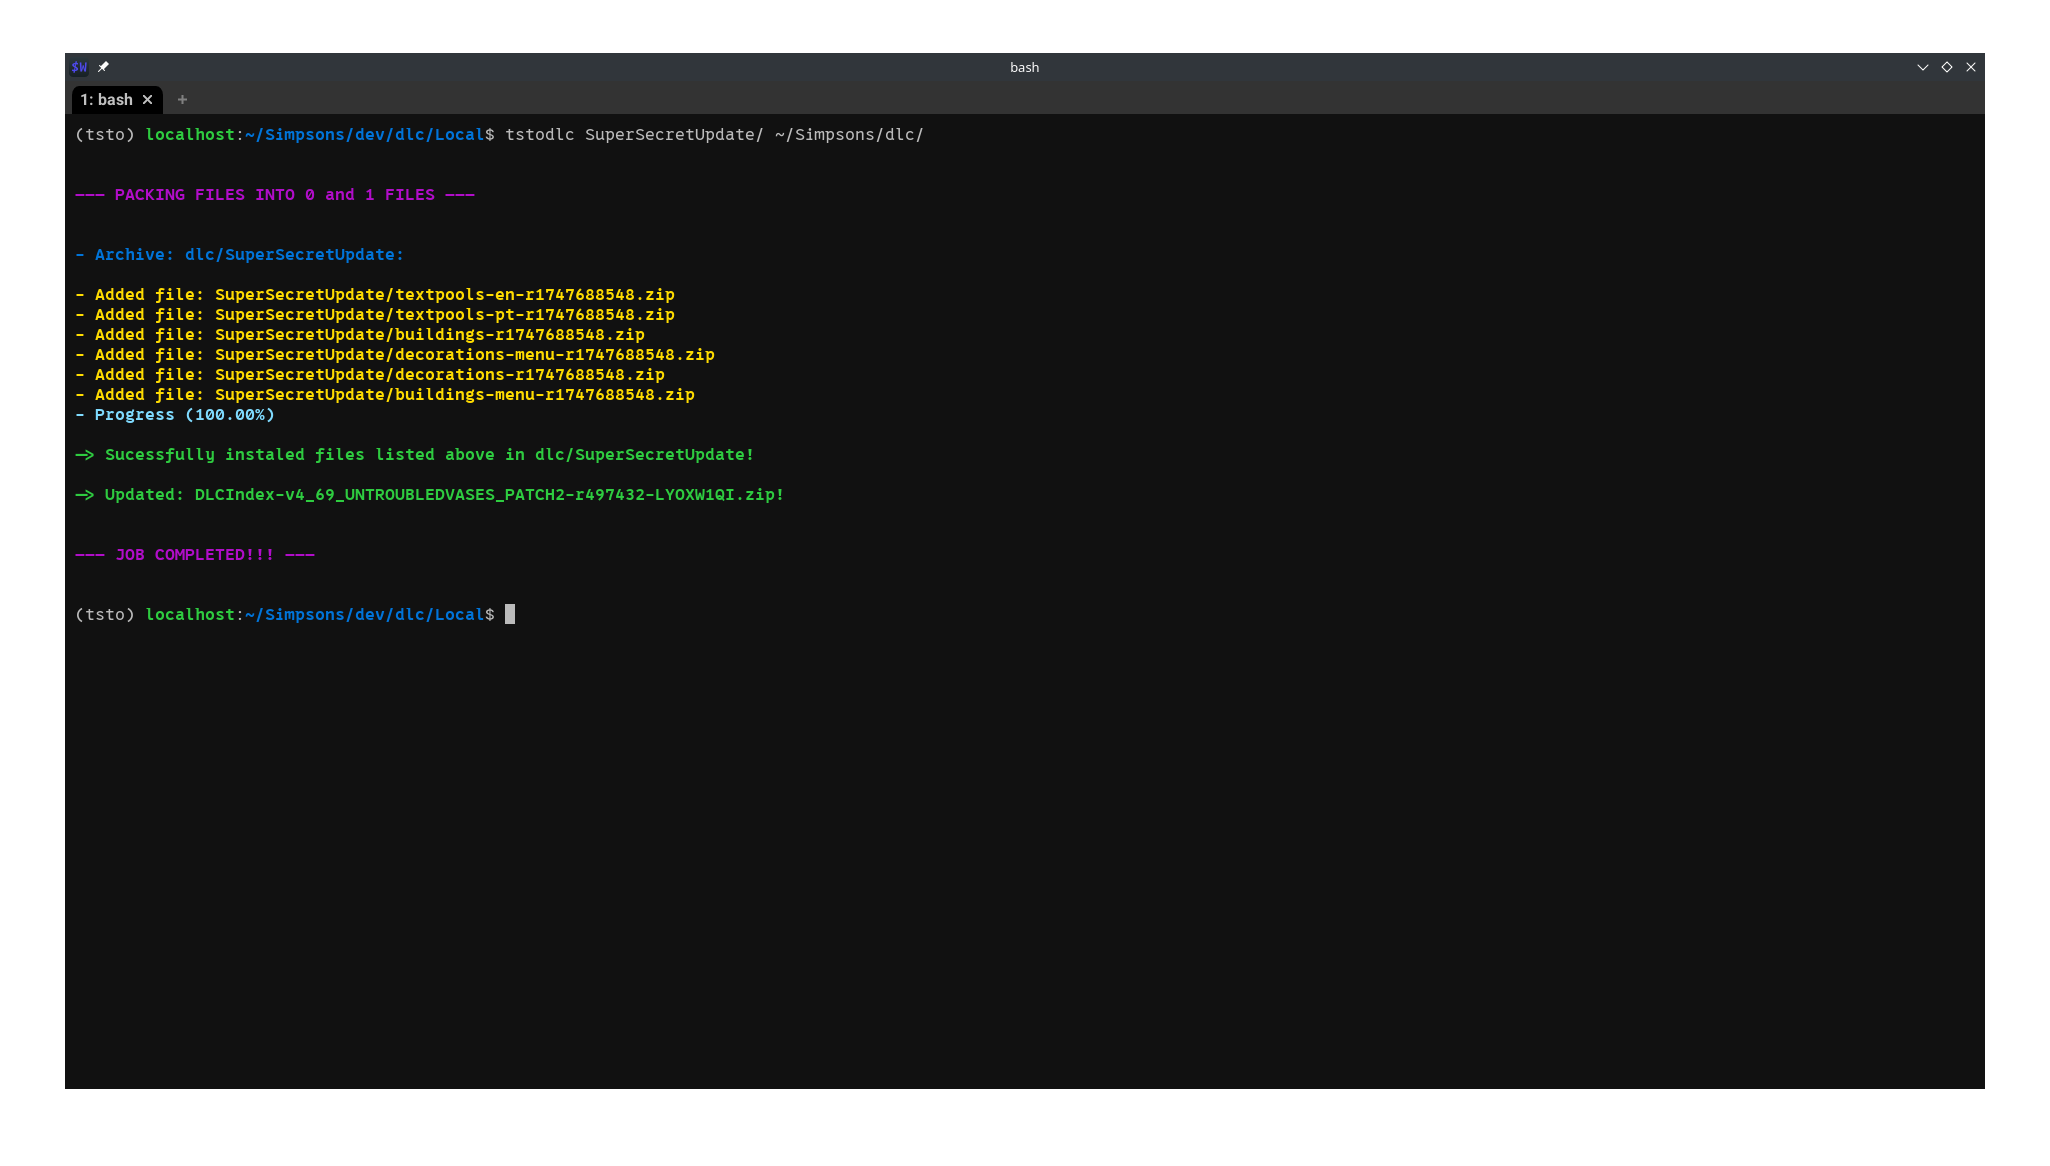 $W
bash
1: bash × +
(tsto) localhost:~/Simpsons/dev/dlc/Local$ tstodlc SuperSecretUpdate/ ~/Simpsons/dlc/
--- PACKING FILES INTO 0 and 1 FILES ---
- Archive: dlc/SuperSecretUpdate:
- Added file: SuperSecretUpdate/textpools-en-r1747688548.zip
- Added file: SuperSecretUpdate/textpools-pt-r1747688548.zip
- Added file: SuperSecretUpdate/buildings-r1747688548.zip
- Added file: SuperSecretUpdate/decorations-menu-r1747688548.zip
- Added file: SuperSecretUpdate/decorations-r1747688548.zip
- Added file: SuperSecretUpdate/buildings-menu-r1747688548.zip
- Progress (100.00%)
-> Sucessfully instaled files listed above in dlc/SuperSecretUpdate!
-> Updated: DLCIndex-v4_69_UNTROUBLEDVASES_PATCH2-r497432-LYOXW1QI.zip!
--- JOB COMPLETED!!! ---
(tsto) localhost:~/Simpsons/dev/dlc/Local$